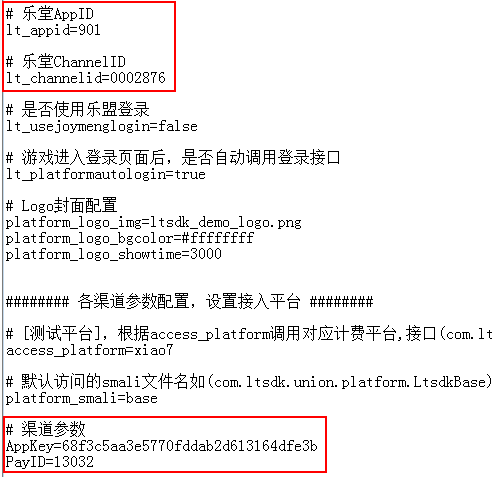 # 乐堂AppID
lt_appid=901
# 乐堂ChannelID
lt_channelid=0002876
# 是否使用乐盟登录
lt_usejoymenglogin=false
# 游戏进入登录页面后，是否自动调用登录接口
lt_platformautologin=true
# Logo封面配置
platform_logo_img=ltsdk_demo_logo.png
platform_logo_bgcolor=#ffffffff
platform_logo_showtime=3000
######## 各渠道参数配置，设置接入平台 ########
# [测试平台]，根据access_platform调用对应计费平台,接口(com.lt
access_platform=xiao7
# 默认访问的smali文件名如(com.ltsdk.union.platform.LtsdkBase)
platform_smali=base
# 渠道参数
AppKey=68f3c5aa3e5770fddab2d613164dfe3b
PayID=13032